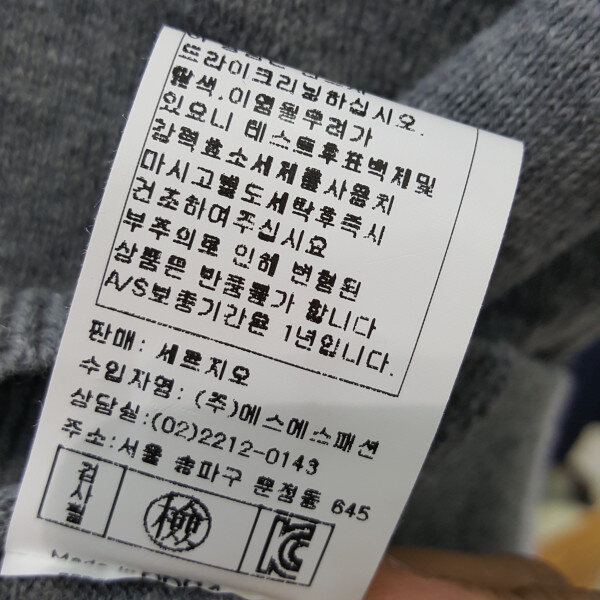 드라이크리닝하십시오.
탈색.이염될우려가
있으니 테스트후표백제및
강력효소세제를사용치
마시고별도세탁후즉시
건조하여주십시요
부주의로 인해 변형된
상품은 반품불가 합니다
A/S보증기간은 1년입니다.
판매: 세르지오
수입자명: (주)에스에스패션
상담실:(02)2212-0143
주소:서울 송파구 문정동 645
검사필
檢
Made in